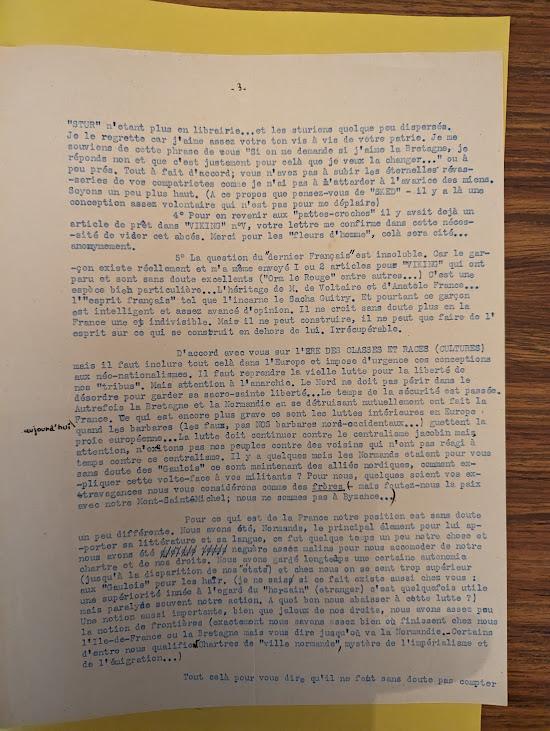 -3-
"STUR" n'etant plus en librairie...et les sturiens quelque peu dispersés.
Je le regrette car j'aime assez votre ton vis à vis de votre patrie. Je me
souviens de cette phrase de vous "Si on me demande si j'aime la Bretagne, je
réponds non et que c'est justement pour celà que je veux la changer..." ou à
peu prés. Tout à fait d'accord; vous n'avez pas à subir les éternelles révas-
-series de vos compatriotes comme je n'ai pas à m'attarder à l'avarice des miens.
Soyons un peu plus haut. (A ce propos que pensez-vous de "SKED" - il y a là une
conception assez volontaire qui n'est pas pour me déplaire)
4° Pour en revenir aux "pattes-croches" il y avait dejà un
article de prêt dans "VIKING" n°V, votre lettre me confirme dans cette néces-
-sité de vider cet abcés. Merci pour les "fleurs d'homme", celà sera cité...
anonymement.
5° La question du "dernier Français" est insoluble. Car le gar-
-çon existe réellement et m'a même envoyé I ou 2 articles pour "VIKING" qui ont
paru et sont sans doute excellents ("Orm le Rouge" entre autres...) C'est une
espèce bien particulière...L'héritage de M. de Voltaire et d'Anatole France...
l'"esprit français" tel que l'incarne le Sacha Guitry. Et pourtant ce garçon
est intelligent et assez avancé d'opinion. Il ne croit sans doute plus en la
France une et indivisible. Mais il ne peut construire, il ne peut que faire de l'
esprit sur ce qui se construit en dehors de lui. Irrécupérable.
D'accord avec vous sur l'ERE DES CLASSES ET RACES (CULTURES)
mais il faut inclure tout celà dans l'Europe et impose d'urgence ces conceptions
aux néo-nationalismes. Il faut reprendre la vielle lutte pour la liberté de
nos "tribus". Mais attention à l'anarchie. Le Nord ne doit pas périr dans le
désordre pour garder sa sacro-sainte liberté...Le temps de la sécurité est passée.
Autrefois la Bretagne et la Normandie en se détruisant mutuellement ont fait la
France. Ce qui est encore plus grave ce sont les luttes intérieures en Europe
aujourd'hui quand les barbares (les faux, pas NOS barbares nord-occidentaux...) guettent la
proie européenne...La lutte doit continuer contre le centralisme jacobin mais,
attention, n'excitons pas nos peuples contre des voisins qui n'ont pas réagi à
temps contre ce centralisme. Il y a quelques mois les Normands etaient pour vous
sans doute des "Gaulois" ce sont maintenant des alliés nordiques, comment ex-
-pliquer cette volte-face à vos militants ? Pour nous, quelques soient vos ex-
-travagances nous vous considérons comme des frères (mais foutez-nous la paix
avec notre Mont-Saint-Michel; nous ne sommes pas à Byzance...)
Pour ce qui est de la France notre position est sans doute
un peu différente. Nous avons été, Normands, le principal élement pour lui ap-
-porter sa littérature et sa langue, ce fut quelque temps un peu notre chose et
nous avons été naguère assés malins pour nous accomoder de notre
chartre et de nos droits. Nous avons gardé longtemps une certaine autonomie
(jusqu'à la disparition de nos etats) et chez nous on se sent trop supérieur
aux "Gaulois" pour les haïr. (je ne sais si ce fait existe aussi chez vous :
une supériorité innée à l'egard du "horsain" (etranger) c'est quelquefois utile
mais paralyse souvent notre action. A quoi bon nous abaisser à cette lutte ?)
Une notion aussi importante, bien que jaloux de nos droits, nous avons assez peu
la notion de frontières (exactement nous savons assez bien où finissent chez nous
l'Ile-de-France ou la Bretagne mais vous dire jusqu'où va la Normandie..Certains
d'entre nous qualifient Chartres de "ville normande", mystère de l'impérialisme et
de l'émigration...)
Tout celà pour vous dire qu'il ne faut sans doute pas compter